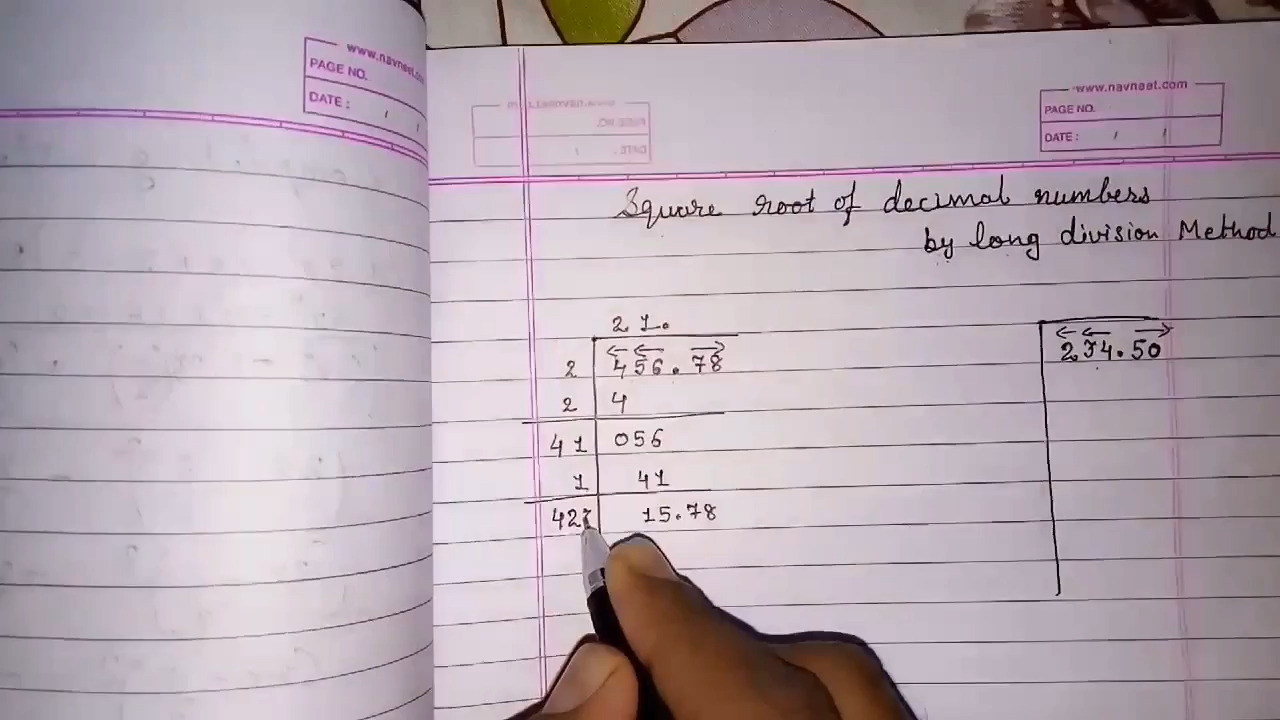 www.navneet.com
PAGE NO.
DATE : / /
www.navneet.com
PAGE NO.
DATE : / /
Square root of decimal numbers
by long division Method
2 1.
2 456.78
2 4
41 056
1 41
42 15.78
234.50